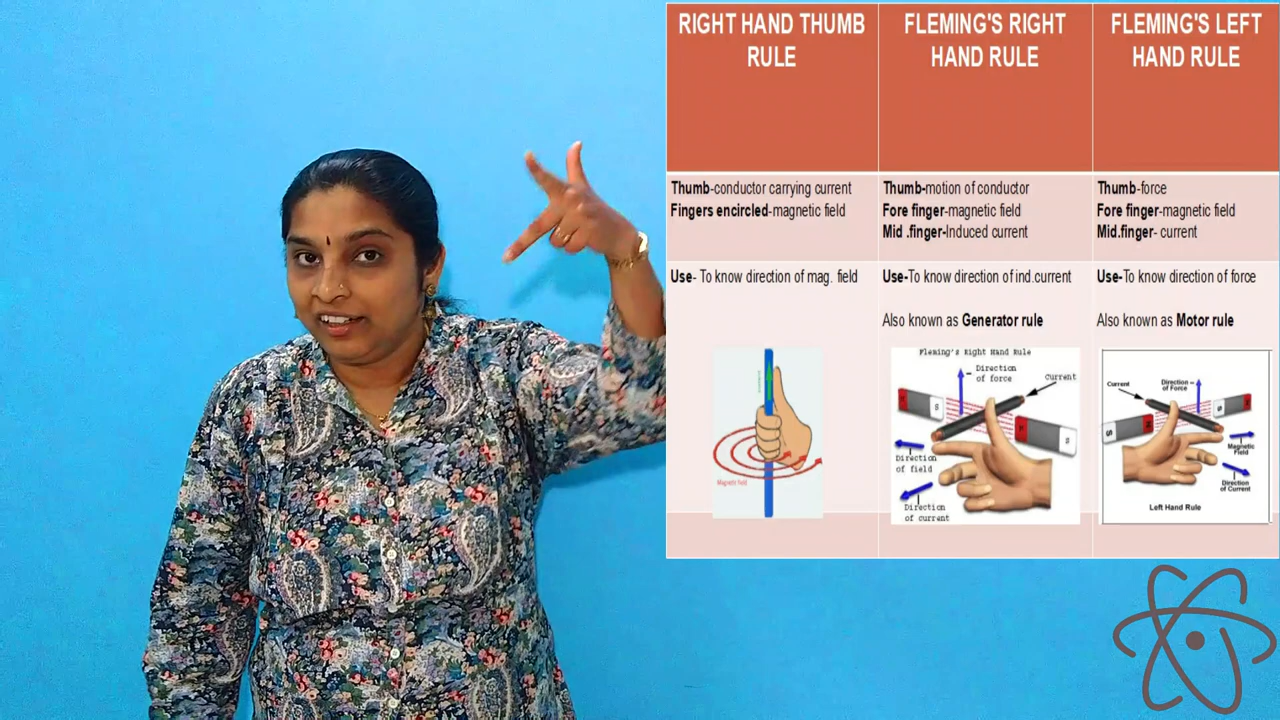 RIGHT HAND THUMB
RULE
FLEMING'S RIGHT
HAND RULE
FLEMING'S LEFT
HAND RULE
Thumb-conductor carrying current
Fingers encircled-magnetic field
Thumb-motion of conductor
Fore finger-magnetic field
Mid .finger-Induced current
Thumb-force
Fore finger-magnetic field
Mid.finger- current
Use- To know direction of mag. field
Use-To know direction of ind.current
Also known as Generator rule
Use-To know direction of force
Also known as Motor rule
Magnetic field
Fleming's Right Hand Rule
Direction
of force
Current
S
S
Direction
of field
Direction
of current
Current
Direction
of Force
S
S
Magnetic
Field
Direction
of Current
Left Hand Rule